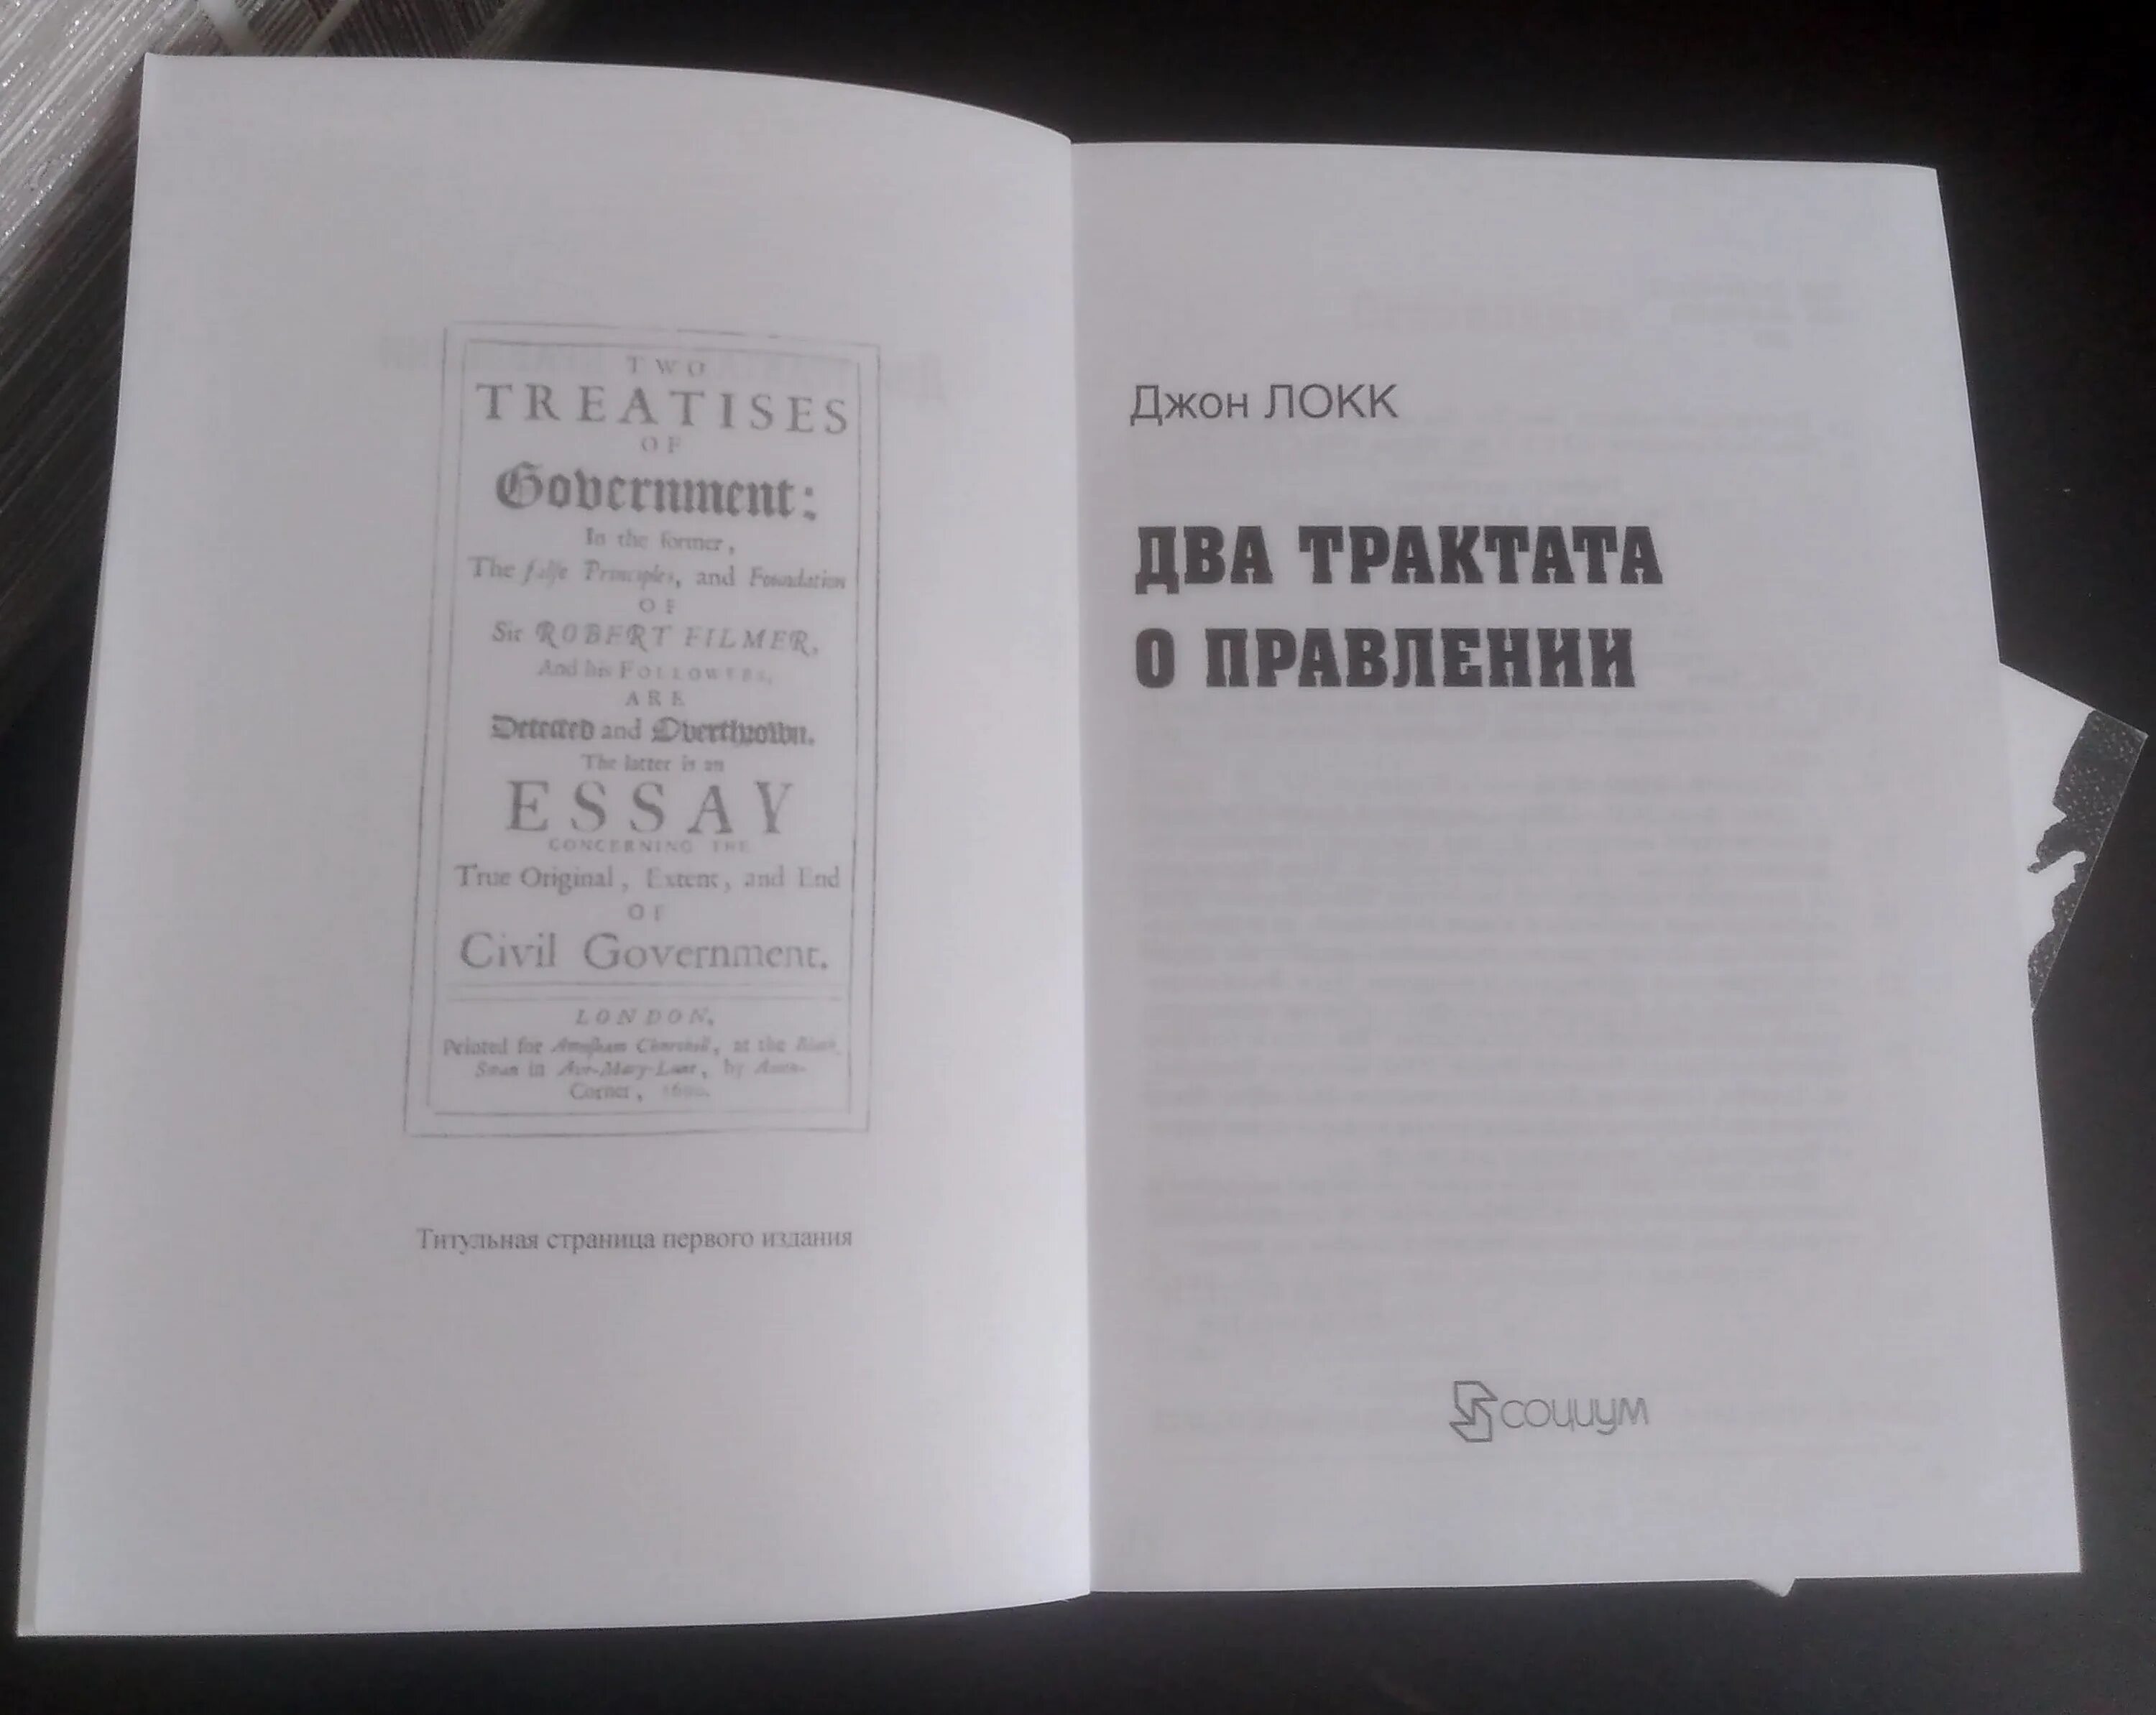 TWO
TREATISES
OF
Government:
In the former,
The false Principles, and Foundation
OF
Sir ROBERT FILMER,
And his FOLLOWERS,
ARE
Detected and Overthrown.
The latter is an
ESSAY
CONCERNING THE
True Original, Extent, and End
OF
Civil Government.
LONDON,
Printed for Awnsham Churchill, at the Black
Swan in Ave-Mary-Lane, by Amen-
Corner, 1690.
Титульная страница первого издания
Джон ЛОКК
ДВА ТРАКТАТА
О ПРАВЛЕНИИ
социум